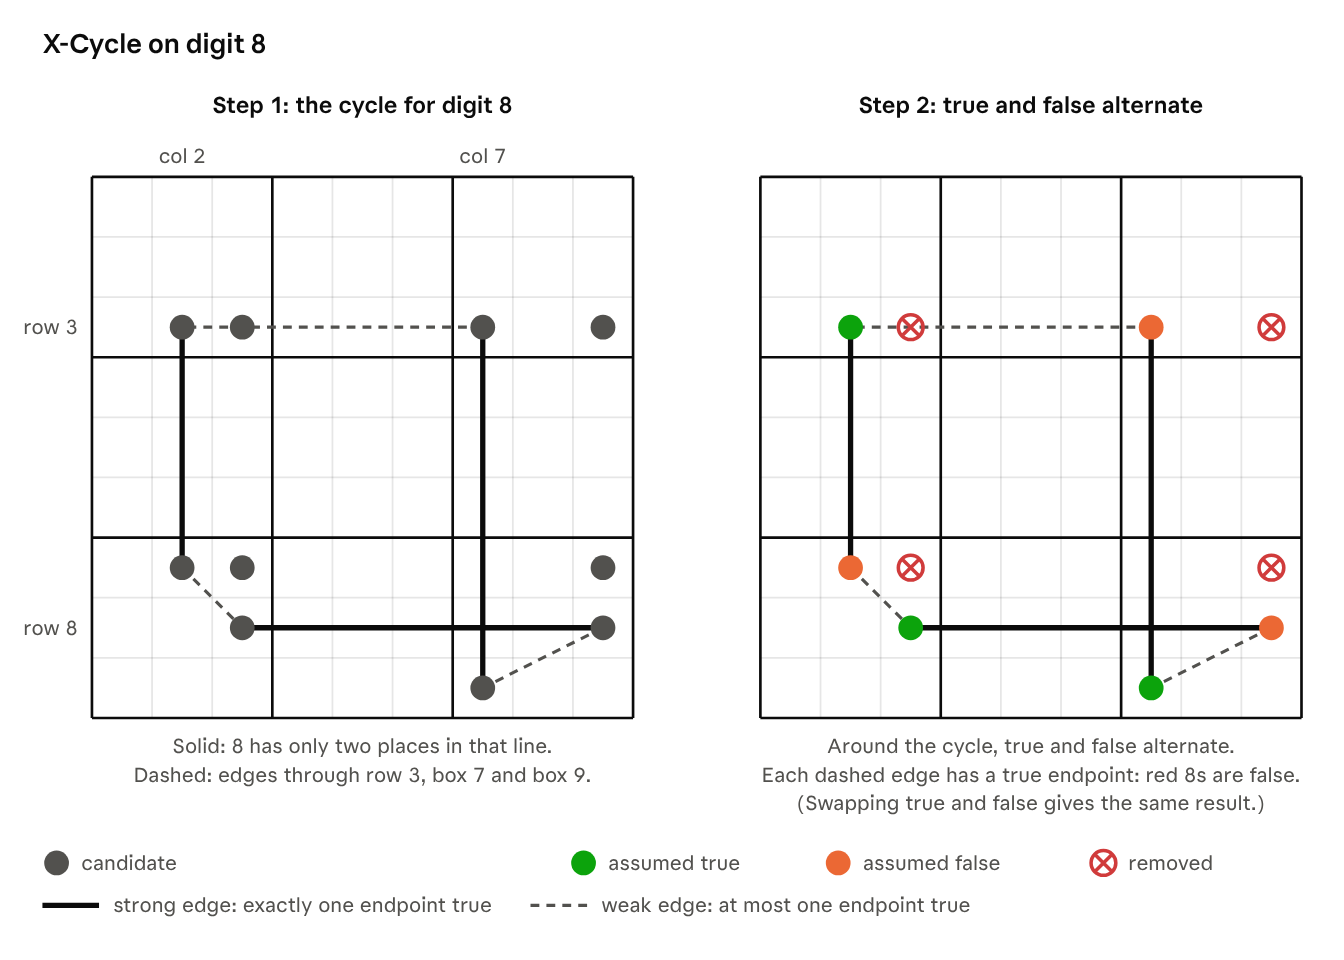 X-Cycle on digit 8
Step 1: the cycle for digit 8
Step 2: true and false alternate
col 2
col 7
row 3
row 8
Solid: 8 has only two places in that line.
Dashed: edges through row 3, box 7 and box 9.
Around the cycle, true and false alternate.
Each dashed edge has a true endpoint: red 8s are false.
(Swapping true and false gives the same result.)
candidate
assumed true
assumed false
removed
strong edge: exactly one endpoint true
weak edge: at most one endpoint true